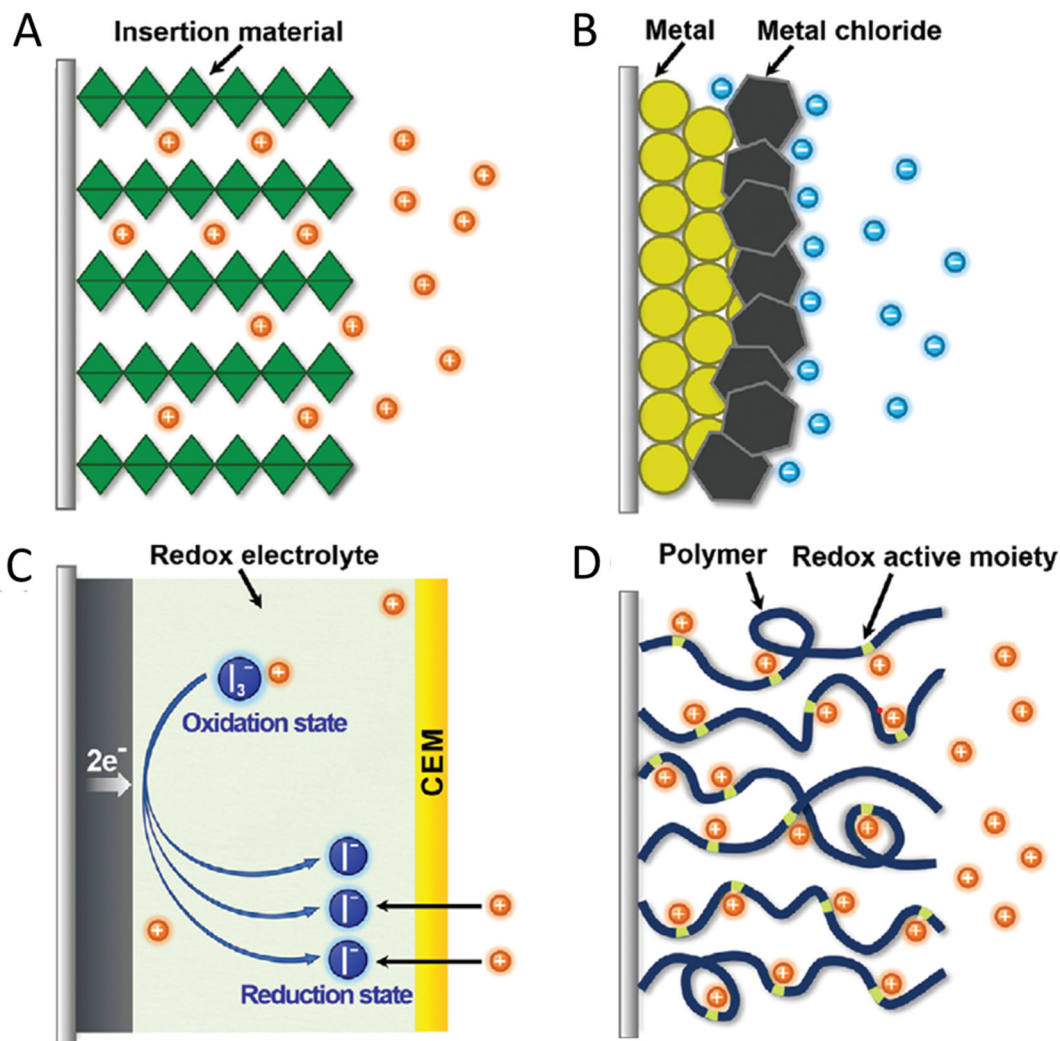 A
Insertion material
+ + + + + + + + + + + + + + + + +
B
Metal
Metal chloride
− − − − − − − − − − − − − − − −
C
Redox electrolyte
+
I3− +
Oxidation state
2e−
CEM
I−
I− +
+
I− +
Reduction state
D
Polymer
Redox active moiety
+ + + + + + + + + + + + + + + + + + + + + + + +